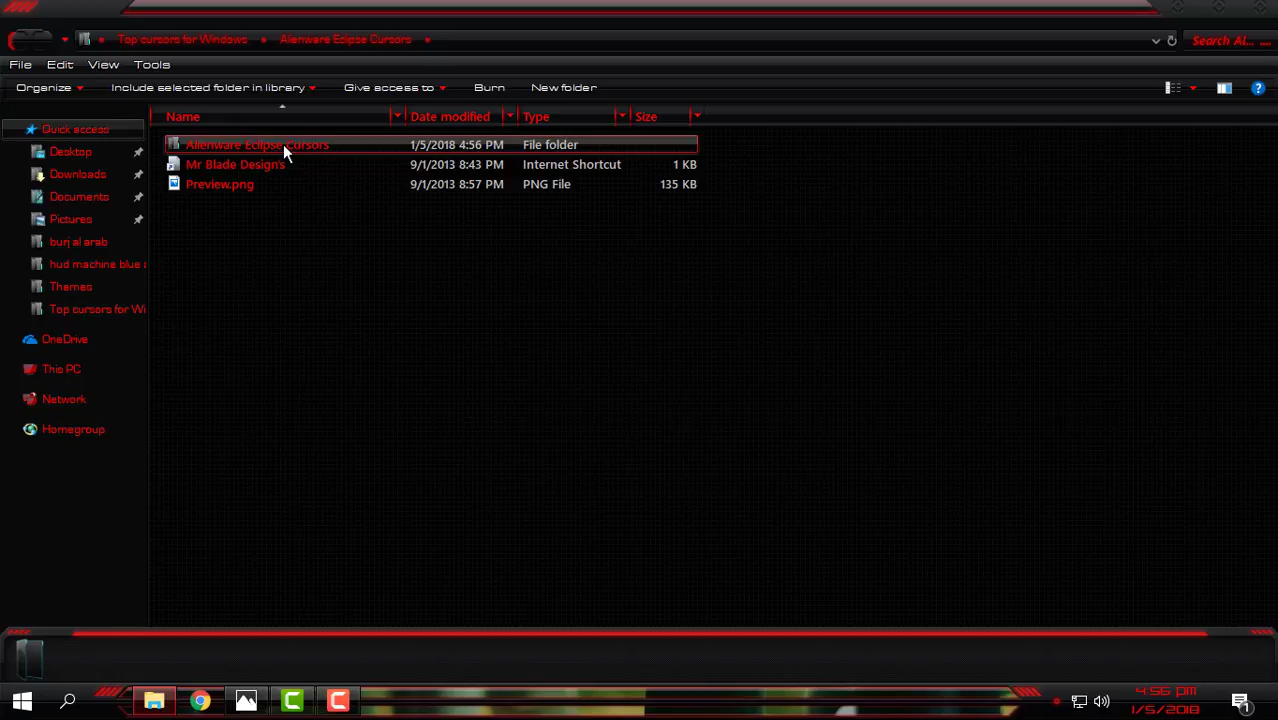 Top cursors for Windows
Alienware Eclipse Cursors
Search Al... ....
File Edit View Tools
Organize Include selected folder in library Give access to Burn New folder
Name Date modified Type Size
Quick access
Desktop
Downloads
Documents
Pictures
burj al arab
hud machine blue
Themes
Top cursors for Wi
OneDrive
This PC
Network
Homegroup
Alienware Eclipse Cursors 1/5/2018 4:56 PM File folder
Mr Blade Design's 9/1/2013 8:43 PM Internet Shortcut 1 KB
Preview.png 9/1/2013 8:57 PM PNG File 135 KB
4:56 pm
1/5/2018
1